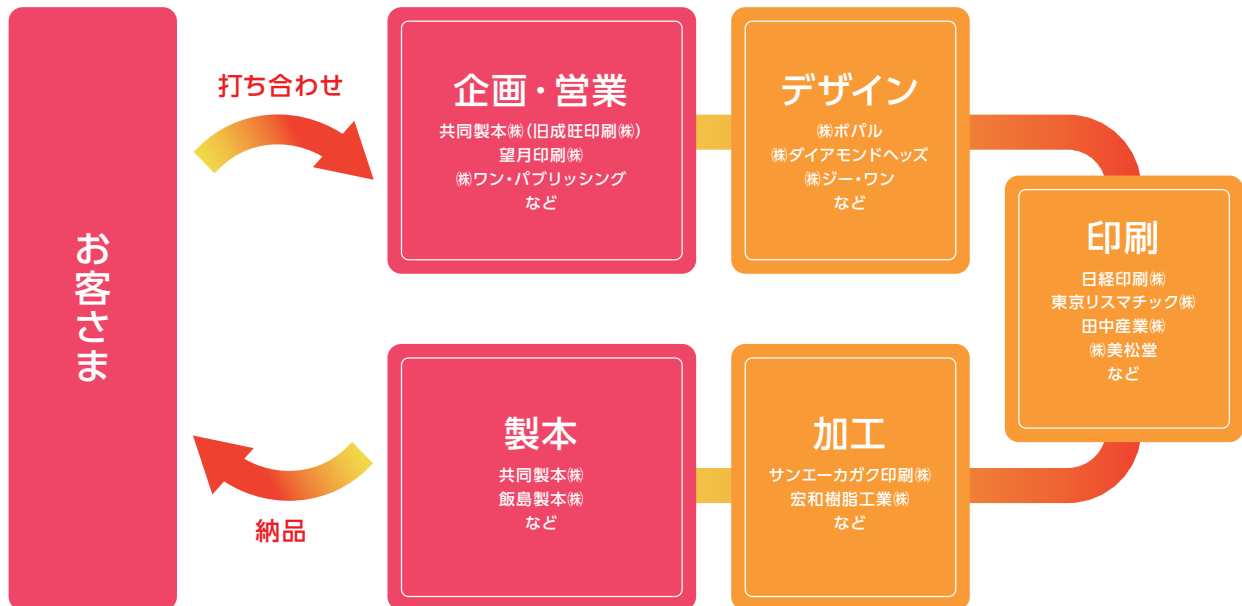 お客さま
打ち合わせ
企画・営業
共同製本㈱(旧成旺印刷㈱)
望月印刷㈱
㈱ワン・パブリッシング
など
デザイン
㈱ポパル
㈱ダイアモンドヘッズ
㈱ジー・ワン
など
印刷
日経印刷㈱
東京リスマチック㈱
田中産業㈱
㈱美松堂
など
加工
サンエーカガク印刷㈱
宏和樹脂工業㈱
など
製本
共同製本㈱
飯島製本㈱
など
納品